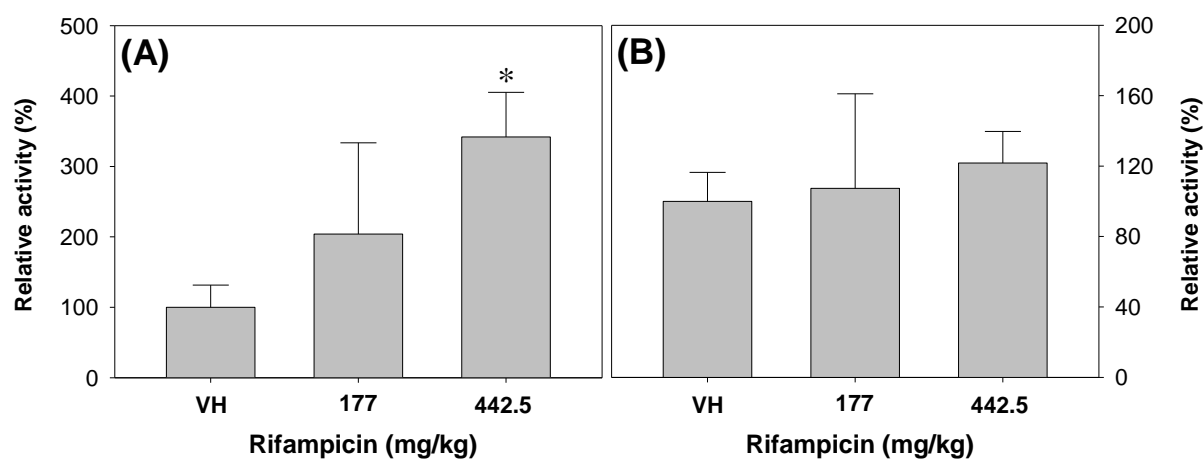 (A)
Relative activity (%)
500
400
300
200
100
0
*
VH 177 442.5
Rifampicin (mg/kg)
(B)
200
160
120
80
40
0
Relative activity (%)
VH 177 442.5
Rifampicin (mg/kg)